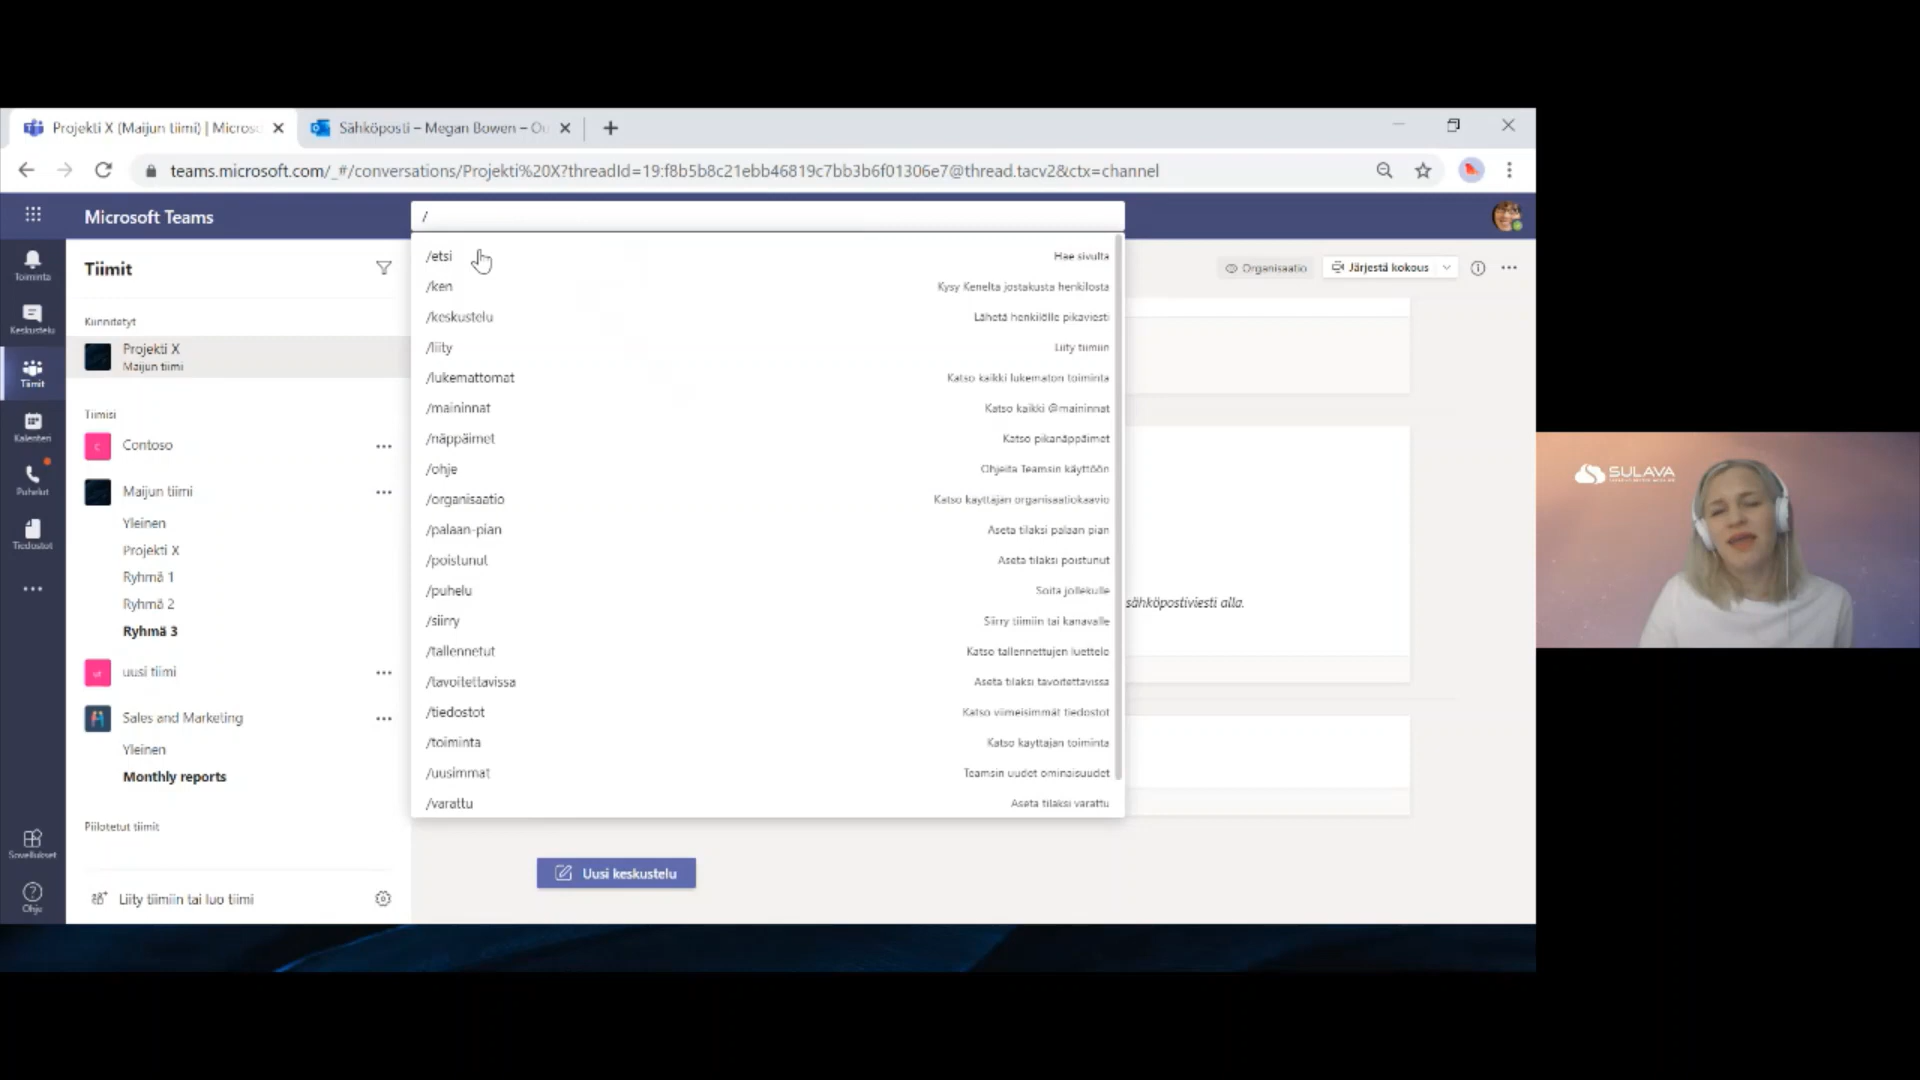 Projekti X (Maijun tiimi) | Micros
Sähköposti – Megan Bowen – Ou
teams.microsoft.com/_#/conversations/Projekti%20X?threadId=19:f8b5b8c21ebb46819c7bb3b6f01306e7@thread.tacv2&ctx=channel
Microsoft Teams
/
Toiminta
Keskustelu
Tiimit
Kalenteri
Puhelut
Tiedostot
Sovellukset
Ohje
Tiimit
Kiinnitetyt
Projekti X
Maijun tiimi
Tiimisi
Contoso
Maijun tiimi
Yleinen
Projekti X
Ryhmä 1
Ryhmä 2
Ryhmä 3
uusi tiimi
Sales and Marketing
Yleinen
Monthly reports
Piilotetut tiimit
Liity tiimiin tai luo tiimi
/etsi Hae sivulta
/ken Kysy Keneltä jostakusta henkilöstä
/keskustelu Lähetä henkilölle pikaviesti
/liity Liity tiimiin
/lukemattomat Katso kaikki lukematon toiminta
/maininnat Katso kaikki @maininnat
/näppäimet Katso pikanäppäimet
/ohje Ohjeita Teamsin käyttöön
/organisaatio Katso käyttäjän organisaatiokaavio
/palaan-pian Aseta tilaksi palaan pian
/poistunut Aseta tilaksi poistunut
/puhelu Soita jollekulle
/siirry Siirry tiimiin tai kanavalle
/tallennetut Katso tallennettujen luettelo
/tavoitettavissa Aseta tilaksi tavoitettavissa
/tiedostot Katso viimeisimmät tiedostot
/toiminta Katso käyttäjän toiminta
/uusimmat Teamsin uudet ominaisuudet
/varattu Aseta tilaksi varattu
Organisaatio
Järjestä kokous
sähköpostiviesti alla.
Uusi keskustelu
SULAVA